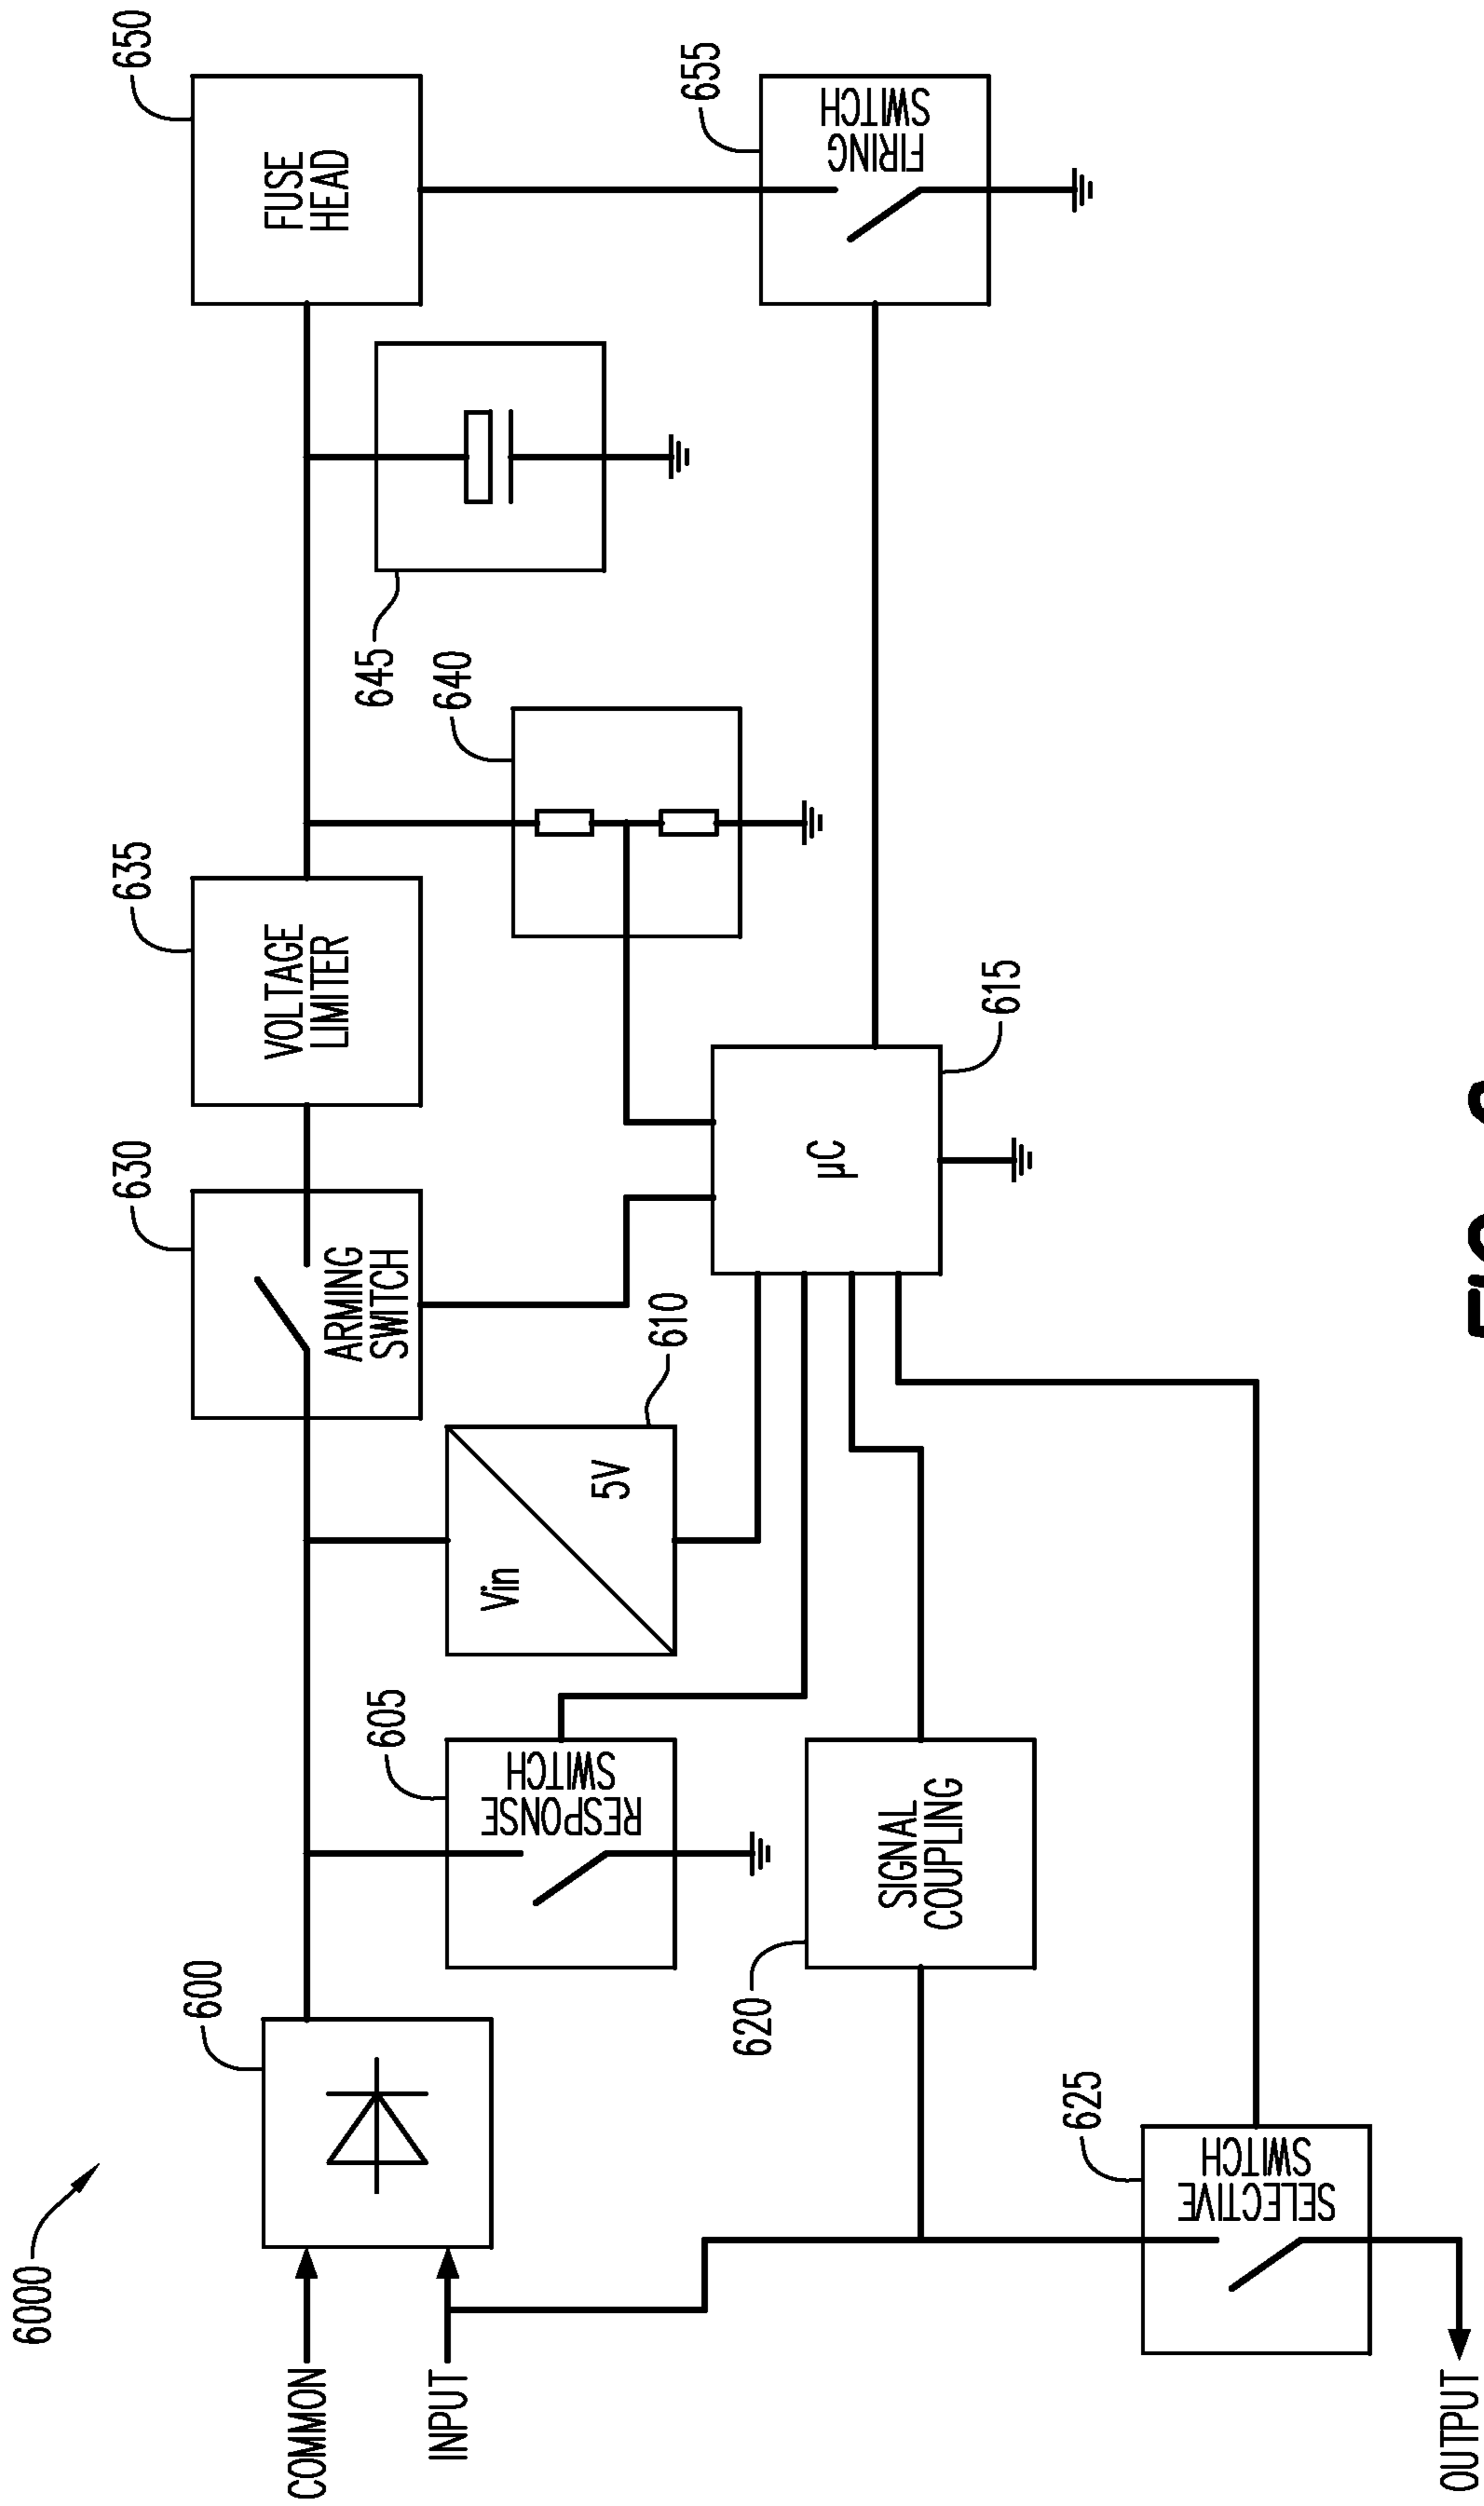 6000
COMMON
INPUT
OUTPUT
600
605
RESPONSE
SWITCH
Vin
5V
610
630
ARMING
SWITCH
635
VOLTAGE
LIMITER
640
645
650
FUSE
HEAD
655
FIRING
SWITCH
µC
615
620
SIGNAL
COUPLING
625
SELECTIVE
SWITCH